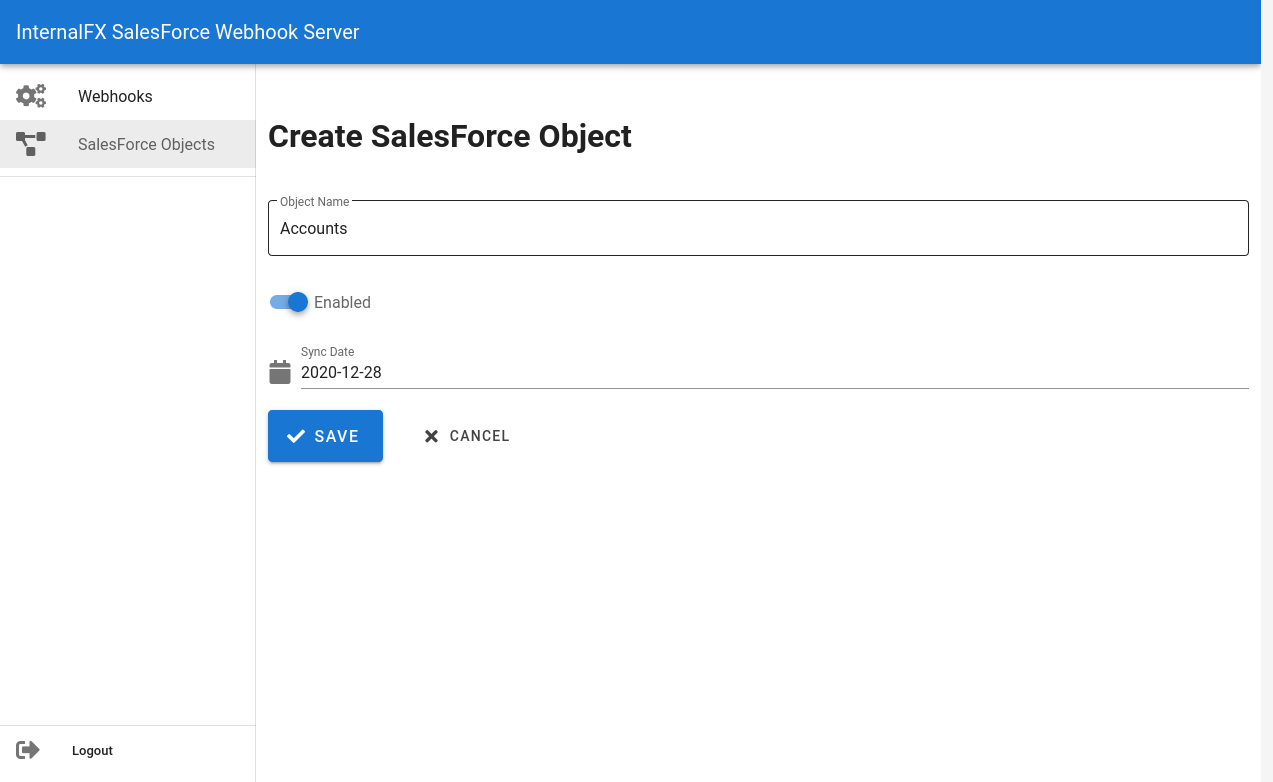 InternalFX SalesForce Webhook Server
Webhooks
SalesForce Objects
Create SalesForce Object
Object Name
Accounts
Enabled
Sync Date
2020-12-28
SAVE
CANCEL
Logout